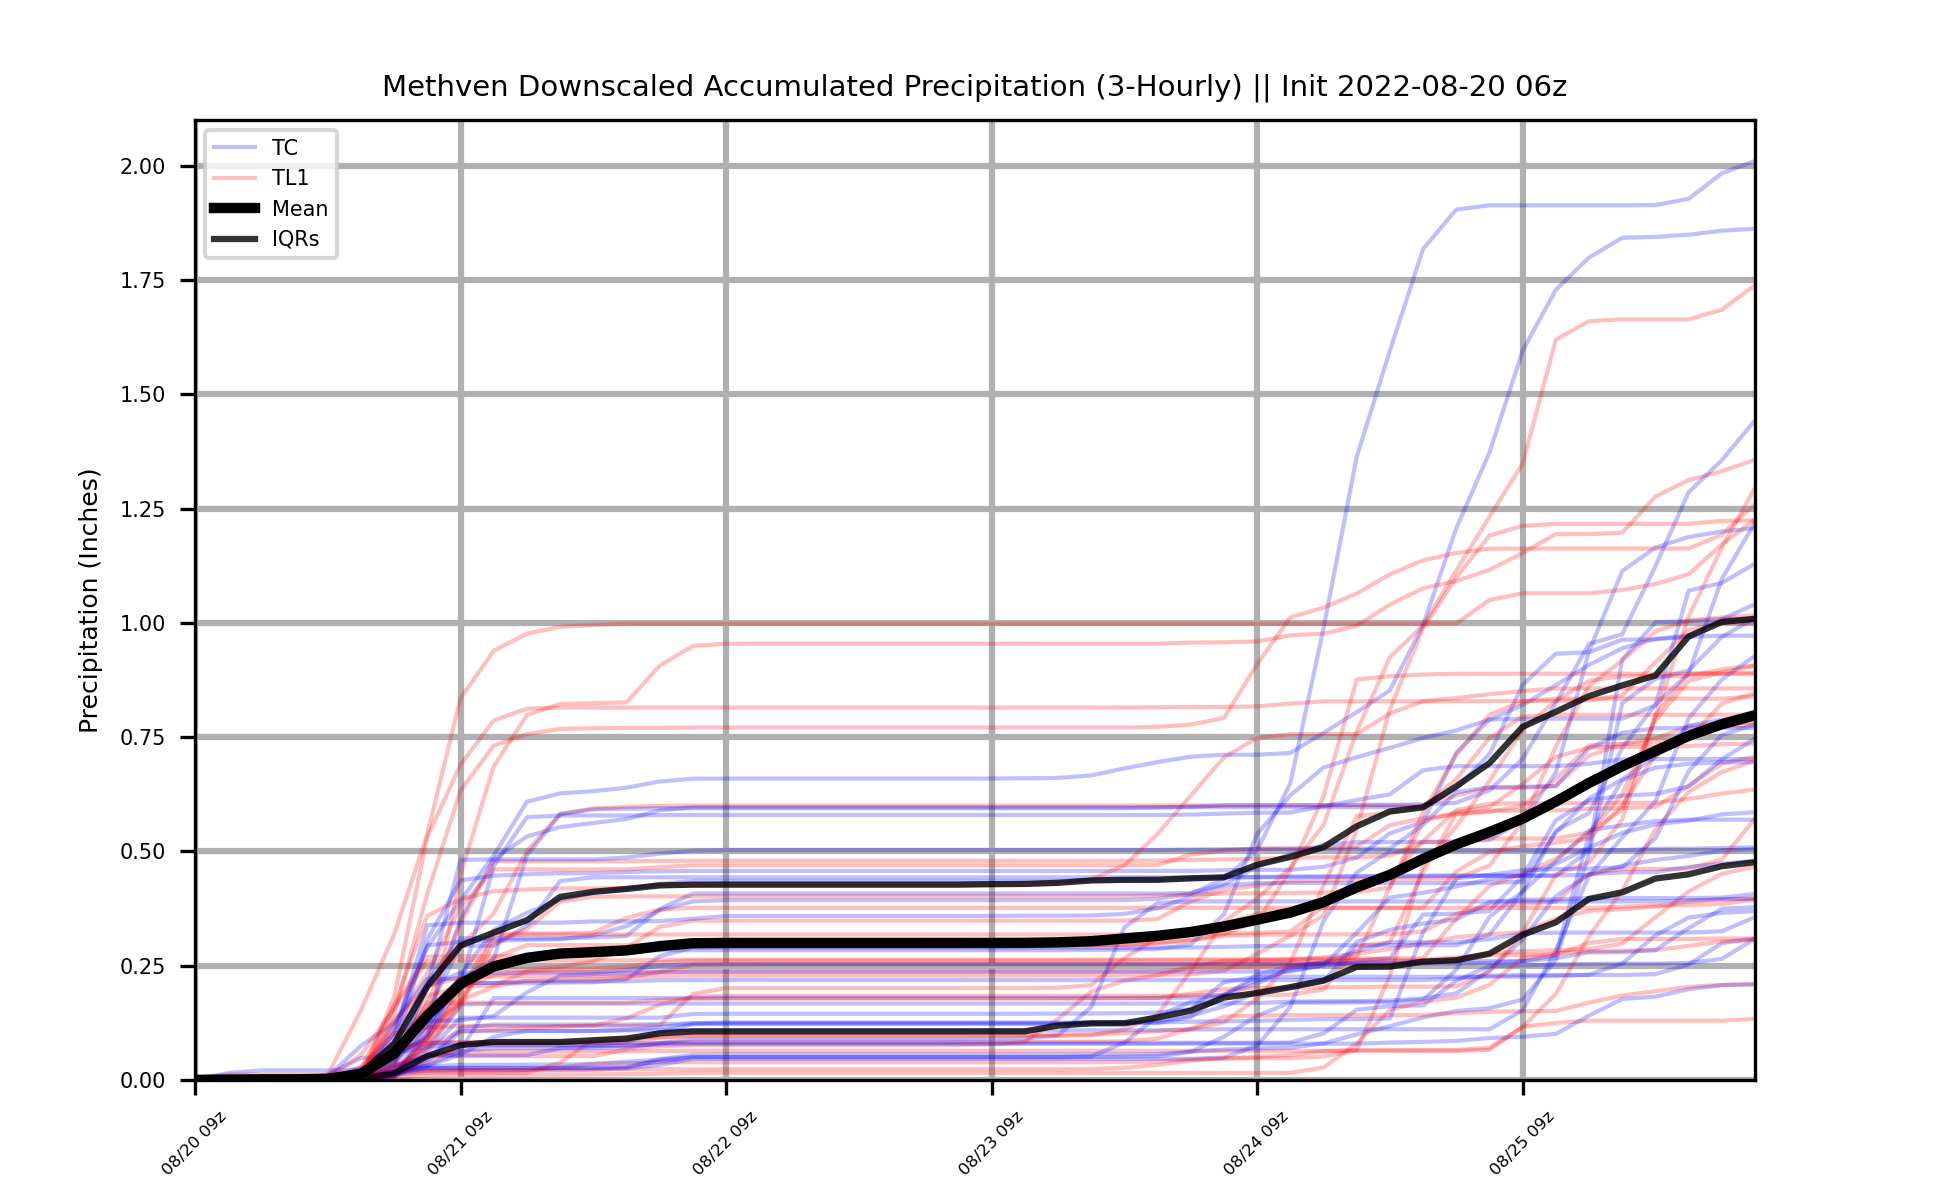 Methven Downscaled Accumulated Precipitation (3-Hourly) || Init 2022-08-20 06z
TC
TL1
Mean
IQRs
Precipitation (Inches)
2.00
1.75
1.50
1.25
1.00
0.75
0.50
0.25
0.00
08/20 09z
08/21 09z
08/22 09z
08/23 09z
08/24 09z
08/25 09z